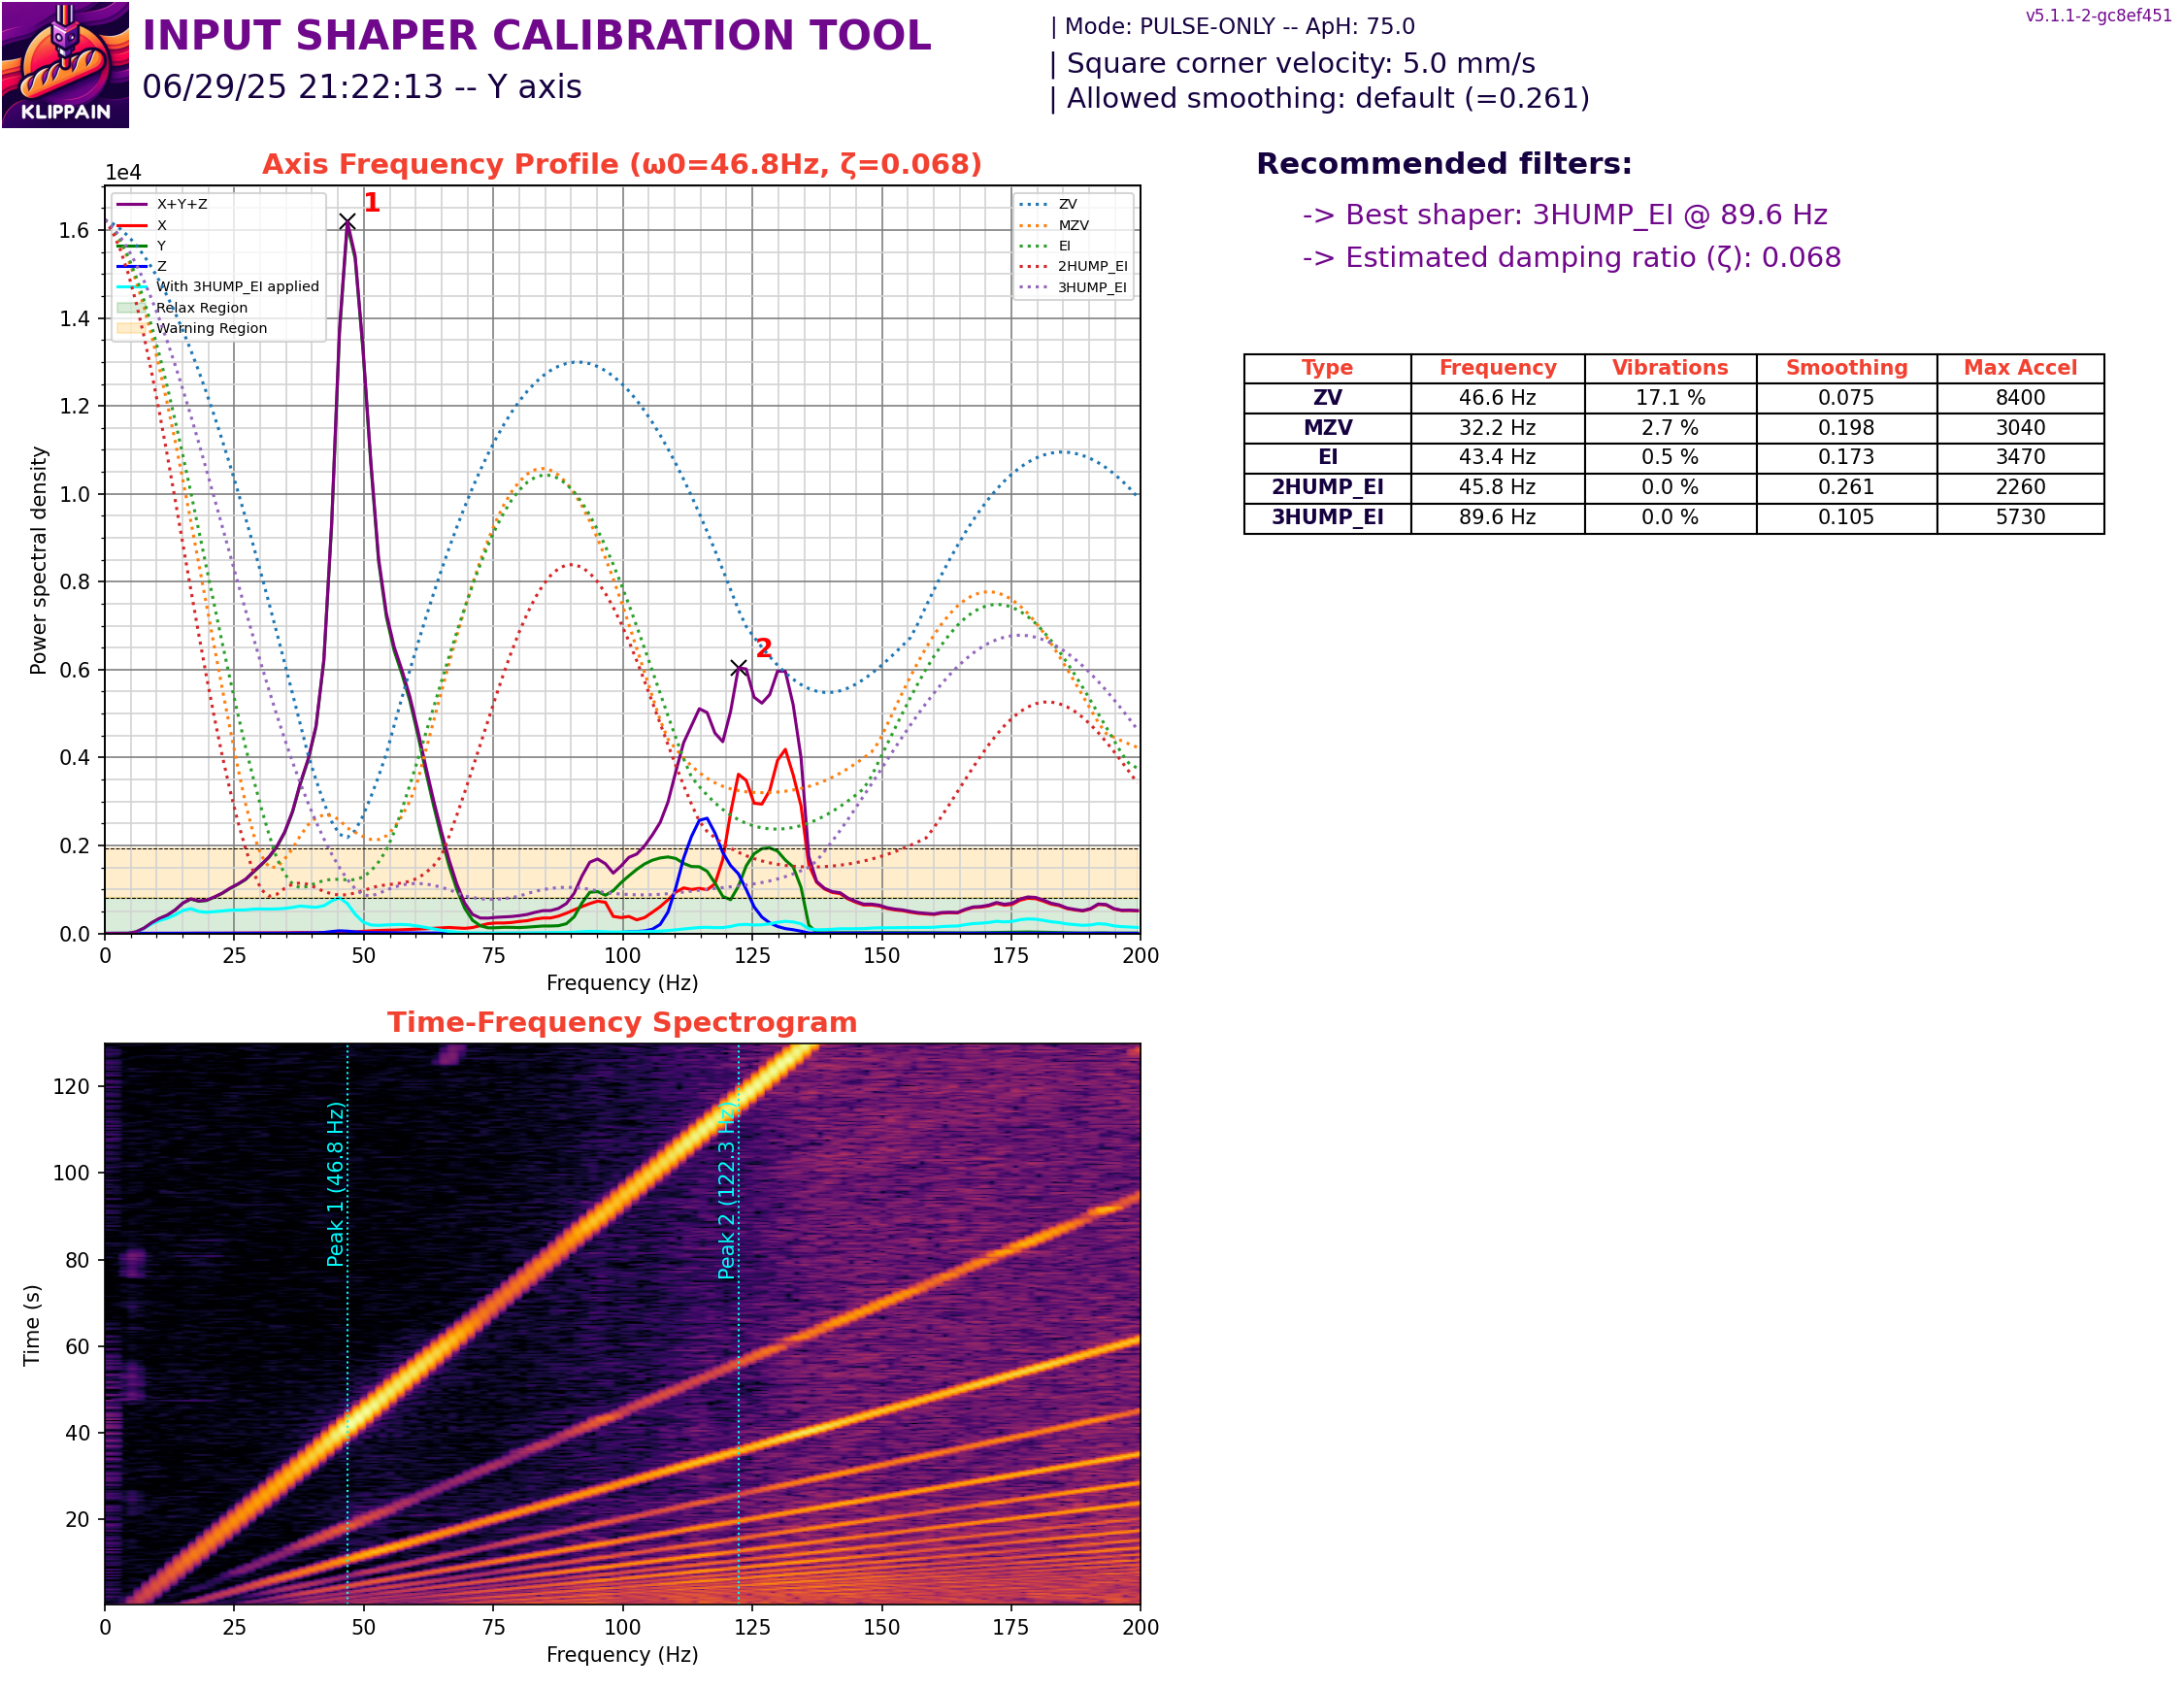 KLIPPAIN
INPUT SHAPER CALIBRATION TOOL
06/29/25 21:22:13 -- Y axis
| Mode: PULSE-ONLY -- ApH: 75.0
| Square corner velocity: 5.0 mm/s
| Allowed smoothing: default (=0.261)
v5.1.1-2-gc8ef451
Axis Frequency Profile (ω0=46.8Hz, ζ=0.068)
1e4
X+Y+Z
X
Y
Z
With 3HUMP_EI applied
Relax Region
Warning Region
ZV
MZV
EI
2HUMP_EI
3HUMP_EI
1
2
Power spectral density
1.6
1.4
1.2
1.0
0.8
0.6
0.4
0.2
0.0
0 25 50 75 100 125 150 175 200
Frequency (Hz)
Recommended filters:
-> Best shaper: 3HUMP_EI @ 89.6 Hz
-> Estimated damping ratio (ζ): 0.068
Type Frequency Vibrations Smoothing Max Accel
ZV 46.6 Hz 17.1 % 0.075 8400
MZV 32.2 Hz 2.7 % 0.198 3040
EI 43.4 Hz 0.5 % 0.173 3470
2HUMP_EI 45.8 Hz 0.0 % 0.261 2260
3HUMP_EI 89.6 Hz 0.0 % 0.105 5730
Time-Frequency Spectrogram
Time (s)
120
100
80
60
40
20
Peak 1 (46.8 Hz)
Peak 2 (122.3 Hz)
0 25 50 75 100 125 150 175 200
Frequency (Hz)